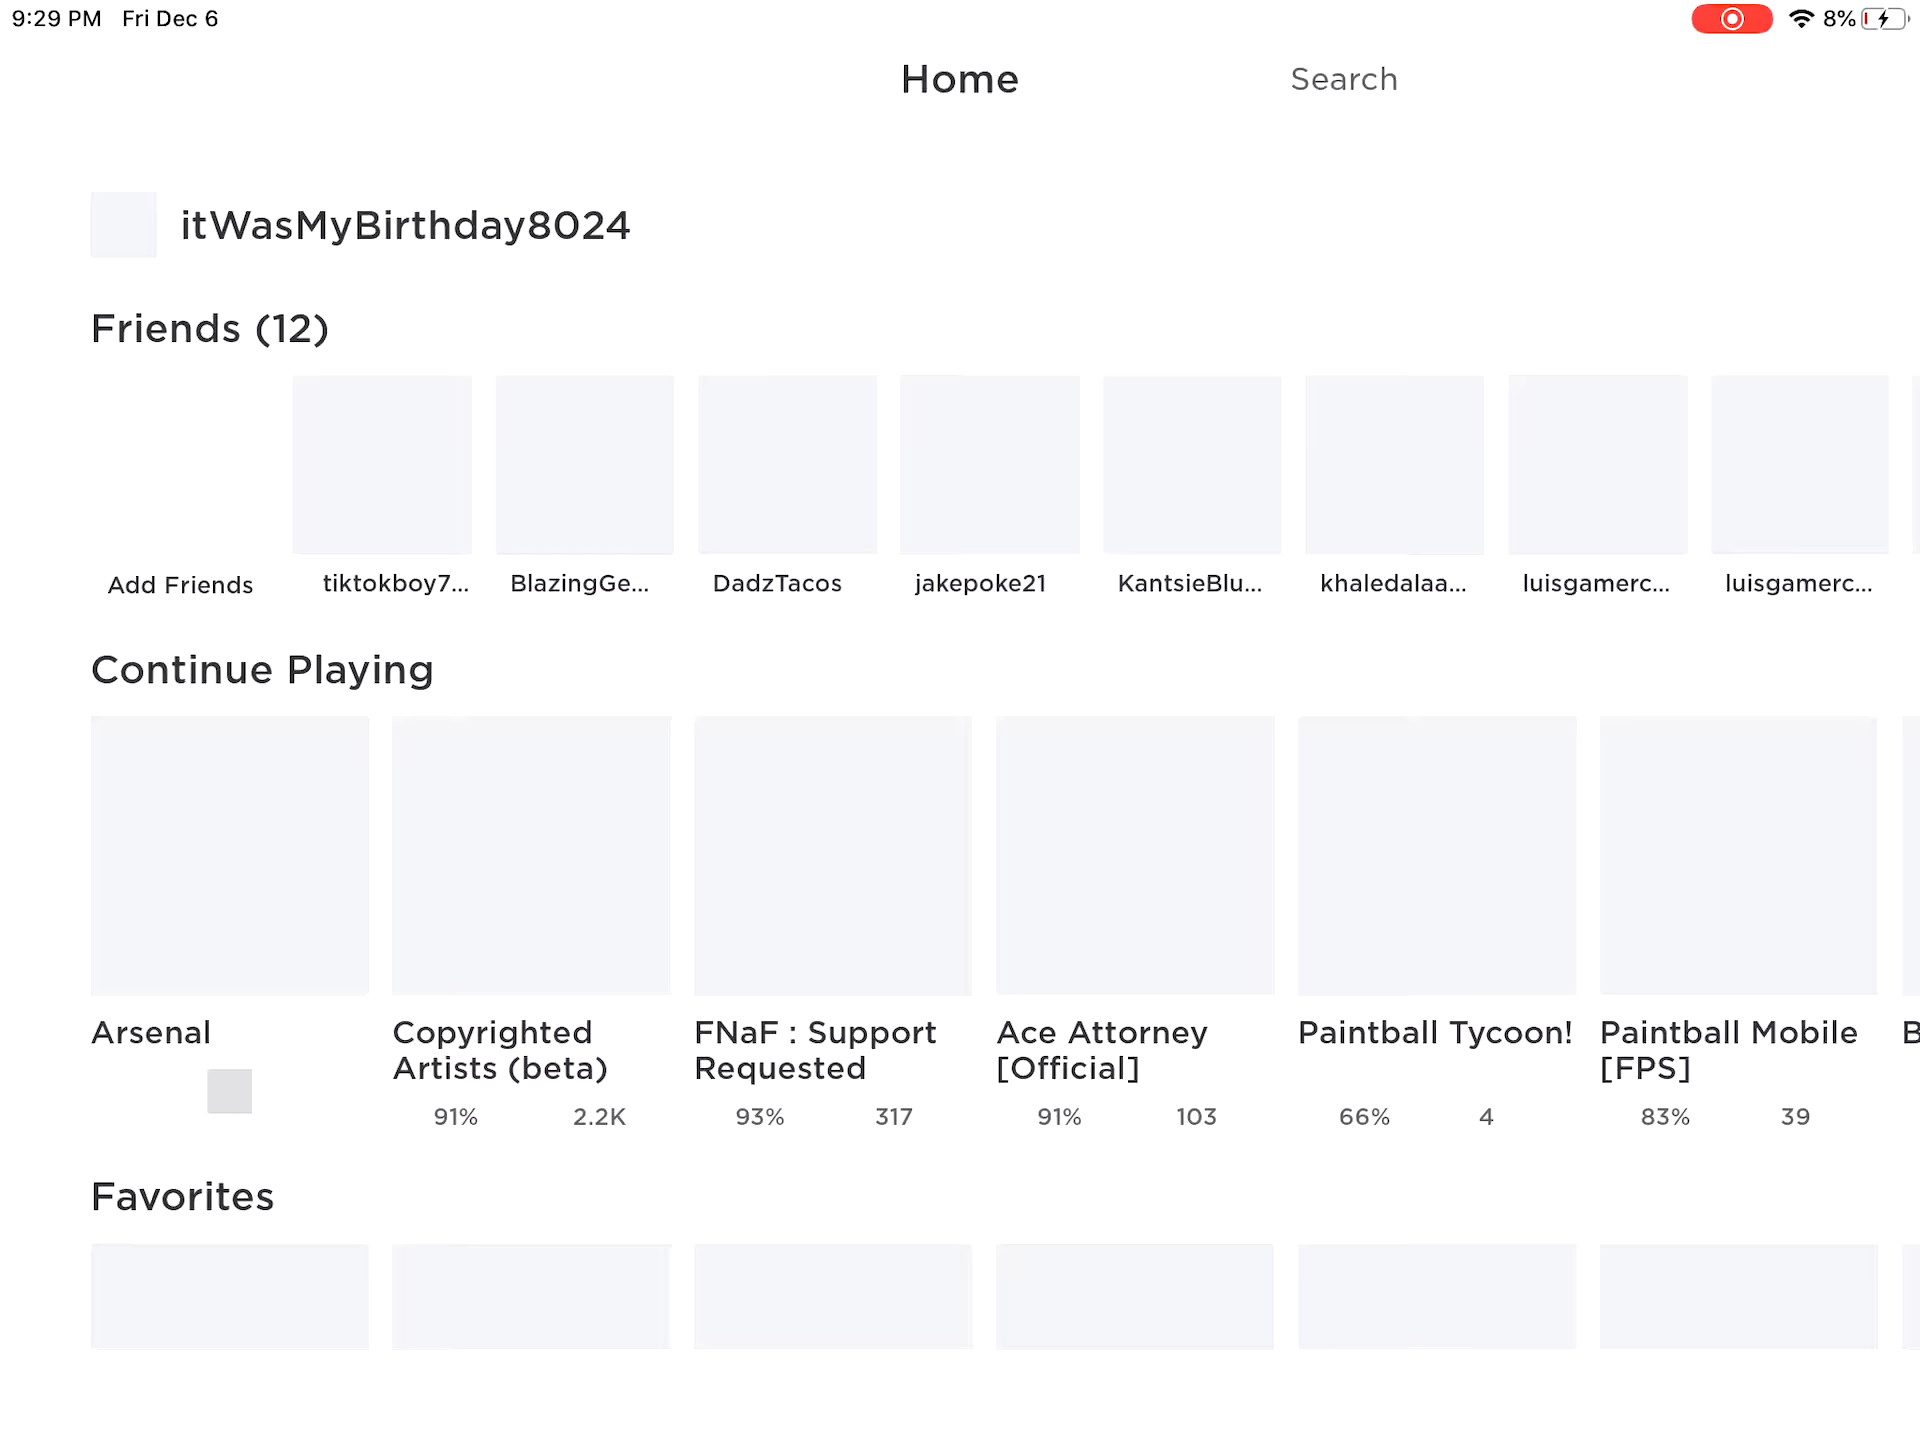 9:29 PM Fri Dec 6 8%
Home Search
itWasMyBirthday8024
Friends (12)
Add Friends tiktokboy7... BlazingGe... DadzTacos jakepoke21 KantsieBlu... khaledalaa... luisgamerc... luisgamerc...
Continue Playing
Arsenal
Copyrighted
Artists (beta)
91% 2.2K
FNaF : Support
Requested
93% 317
Ace Attorney
[Official]
91% 103
Paintball Tycoon!
66% 4
Paintball Mobile
[FPS]
83% 39
B
Favorites